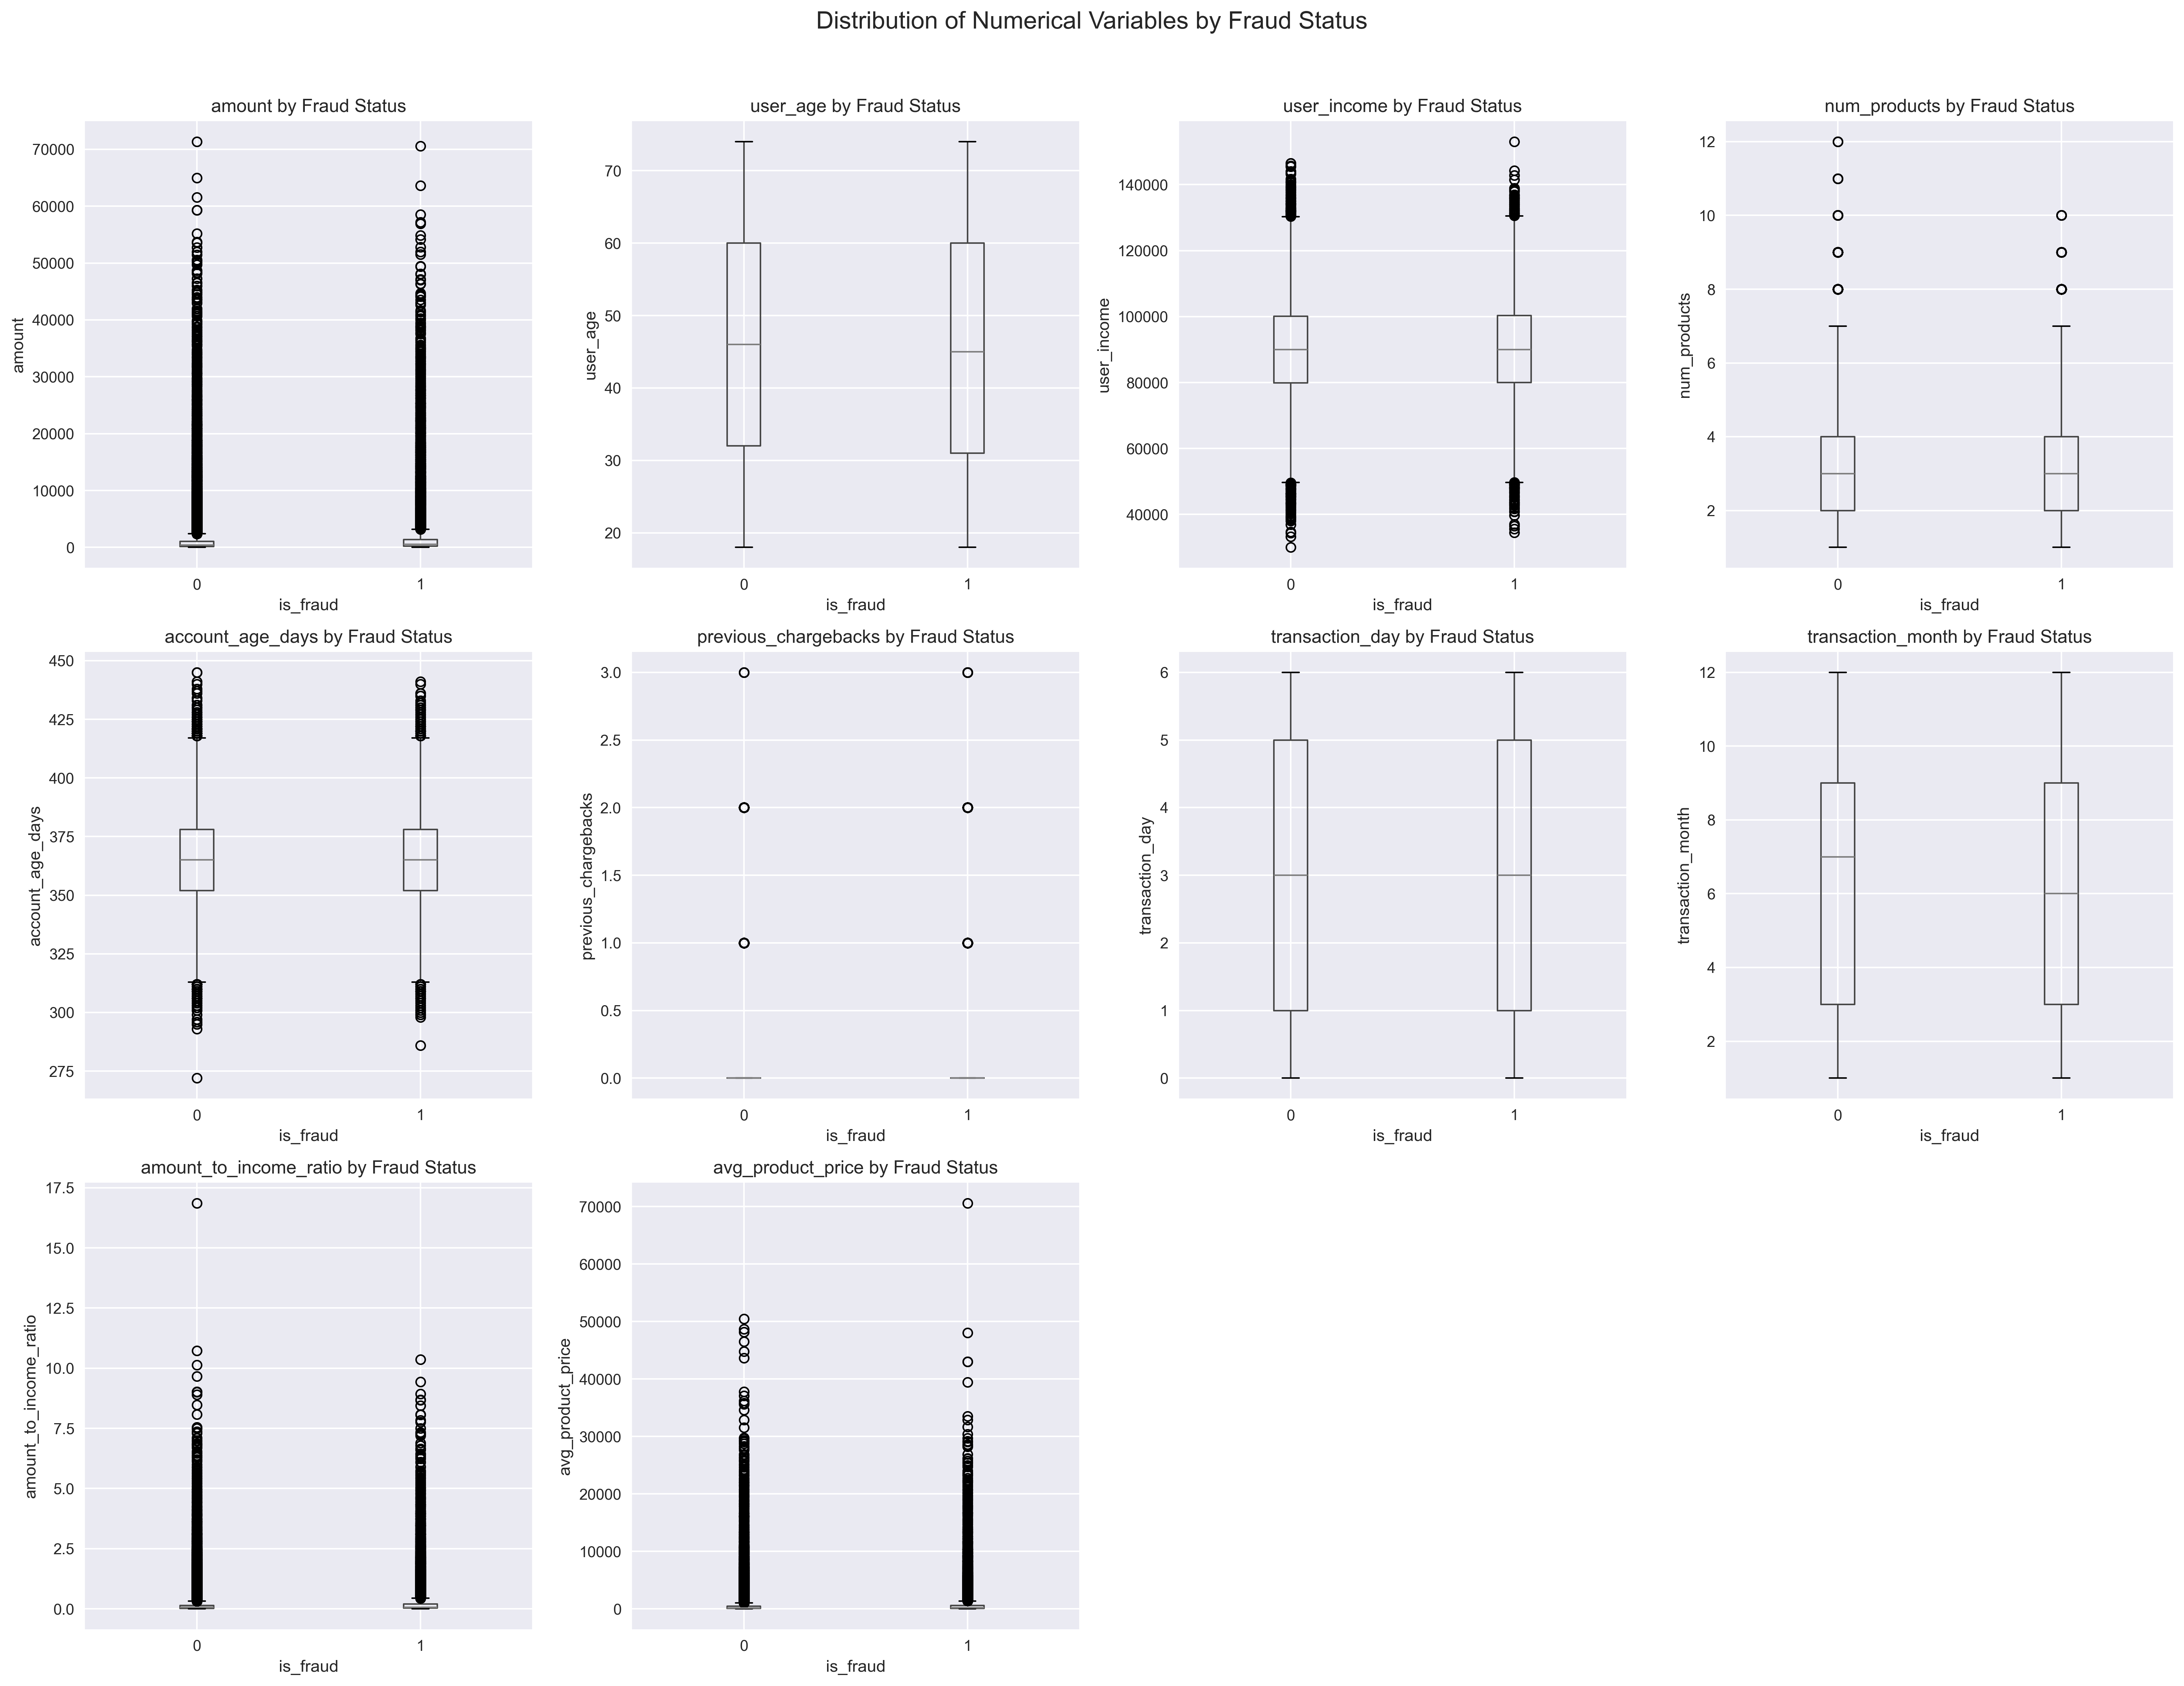 Distribution of Numerical Variables by Fraud Status
amount by Fraud Status
70000
60000
50000
40000
30000
20000
10000
0
amount
0 1
is_fraud
user_age by Fraud Status
70
60
50
40
30
20
user_age
0 1
is_fraud
user_income by Fraud Status
140000
120000
100000
80000
60000
40000
user_income
0 1
is_fraud
num_products by Fraud Status
12
10
8
6
4
2
num_products
0 1
is_fraud
account_age_days by Fraud Status
450
425
400
375
350
325
300
275
account_age_days
0 1
is_fraud
previous_chargebacks by Fraud Status
3.0
2.5
2.0
1.5
1.0
0.5
0.0
previous_chargebacks
0 1
is_fraud
transaction_day by Fraud Status
6
5
4
3
2
1
0
transaction_day
0 1
is_fraud
transaction_month by Fraud Status
12
10
8
6
4
2
transaction_month
0 1
is_fraud
amount_to_income_ratio by Fraud Status
17.5
15.0
12.5
10.0
7.5
5.0
2.5
0.0
amount_to_income_ratio
0 1
is_fraud
avg_product_price by Fraud Status
70000
60000
50000
40000
30000
20000
10000
0
avg_product_price
0 1
is_fraud